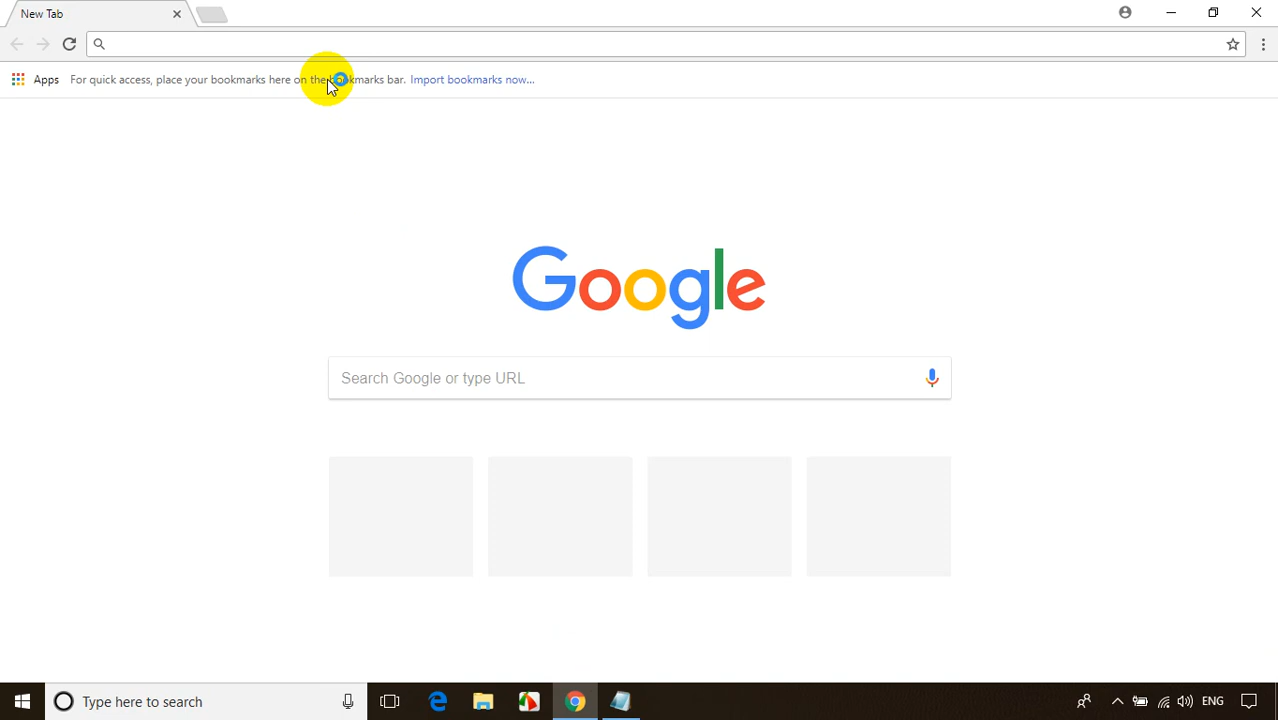 New Tab
Apps For quick access, place your bookmarks here on the bookmarks bar. Import bookmarks now...
Google
Search Google or type URL
Type here to search
ENG